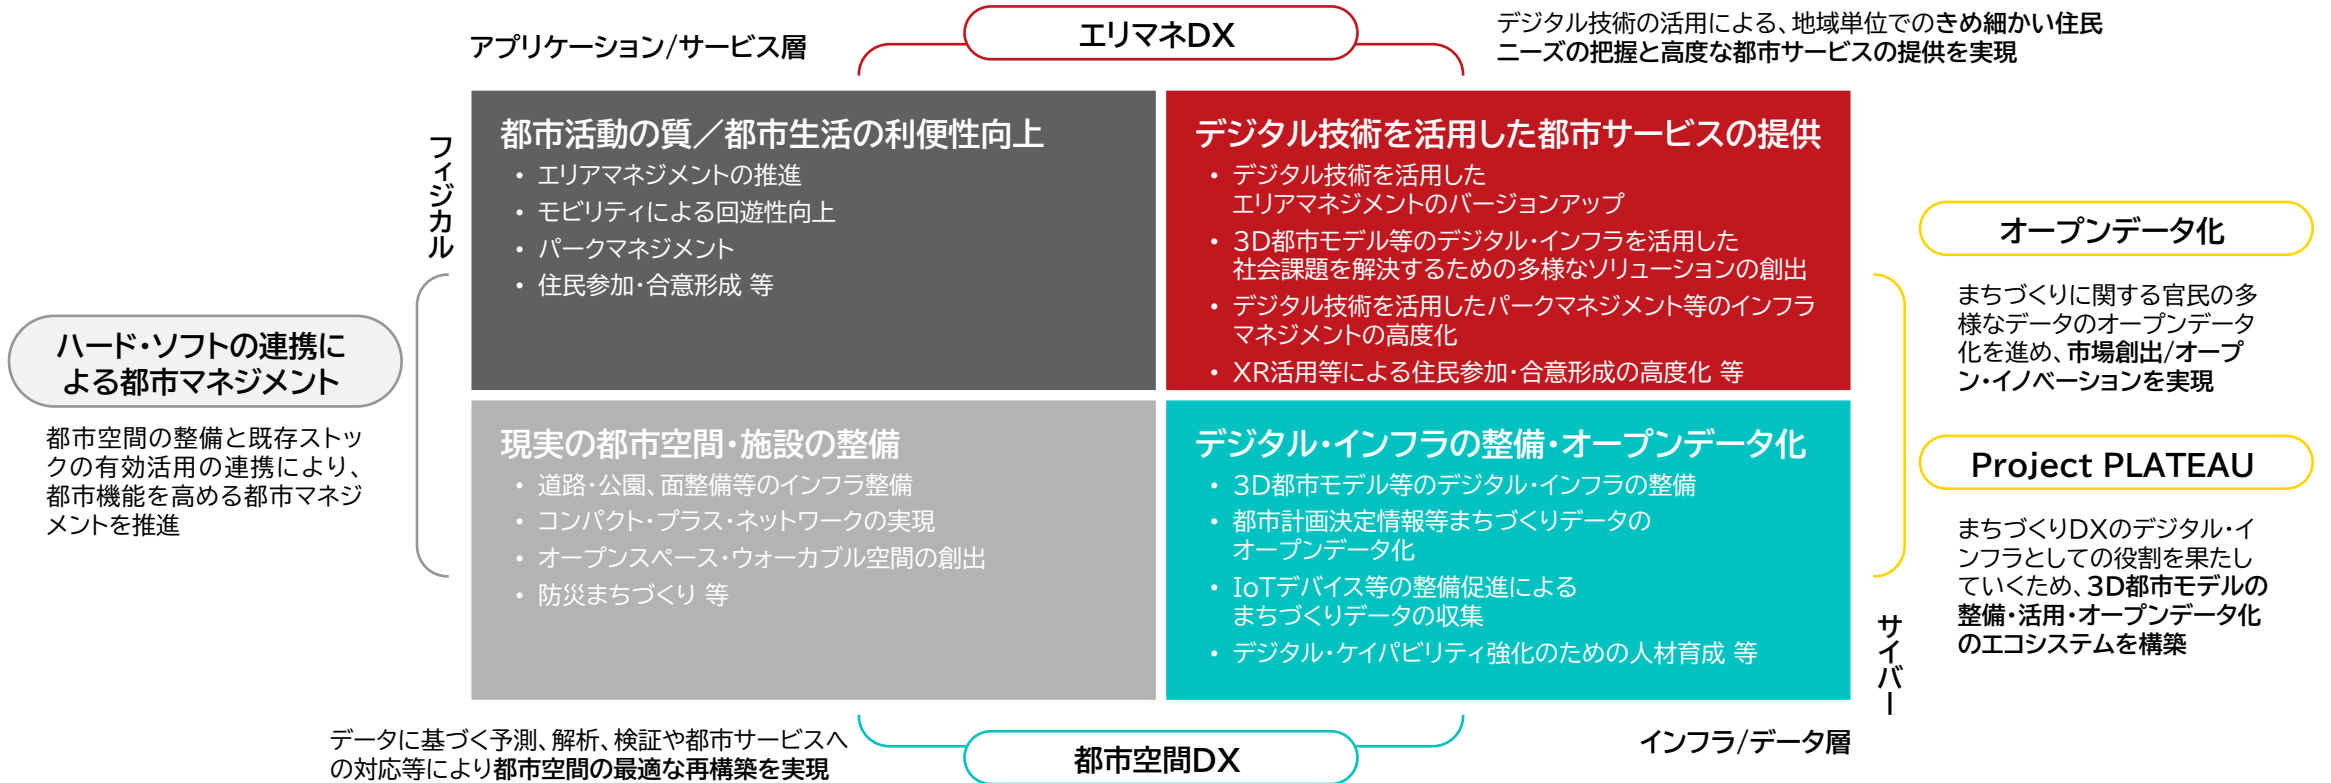 アプリケーション/サービス層
エリマネDX
デジタル技術の活用による、地域単位でのきめ細かい住民
ニーズの把握と高度な都市サービスの提供を実現
フィジカル
都市活動の質／都市生活の利便性向上
• エリアマネジメントの推進
• モビリティによる回遊性向上
• パークマネジメント
• 住民参加・合意形成 等
デジタル技術を活用した都市サービスの提供
• デジタル技術を活用した
エリアマネジメントのバージョンアップ
• 3D都市モデル等のデジタル・インフラを活用した
社会課題を解決するための多様なソリューションの創出
• デジタル技術を活用したパークマネジメント等のインフラ
マネジメントの高度化
• XR活用等による住民参加・合意形成の高度化 等
ハード・ソフトの連携に
よる都市マネジメント
都市空間の整備と既存ストッ
クの有効活用の連携により、
都市機能を高める都市マネジ
メントを推進
現実の都市空間・施設の整備
• 道路・公園、面整備等のインフラ整備
• コンパクト・プラス・ネットワークの実現
• オープンスペース・ウォーカブル空間の創出
• 防災まちづくり 等
デジタル・インフラの整備・オープンデータ化
• 3D都市モデル等のデジタル・インフラの整備
• 都市計画決定情報等まちづくりデータの
オープンデータ化
• IoTデバイス等の整備促進による
まちづくりデータの収集
• デジタル・ケイパビリティ強化のための人材育成 等
オープンデータ化
まちづくりに関する官民の多
様なデータのオープンデータ
化を進め、市場創出/オープ
ン・イノベーションを実現
Project PLATEAU
まちづくりDXのデジタル・イ
ンフラとしての役割を果たし
ていくため、3D都市モデルの
整備・活用・オープンデータ化
のエコシステムを構築
サイバー
データに基づく予測、解析、検証や都市サービスへ
の対応等により都市空間の最適な再構築を実現
都市空間DX
インフラ/データ層